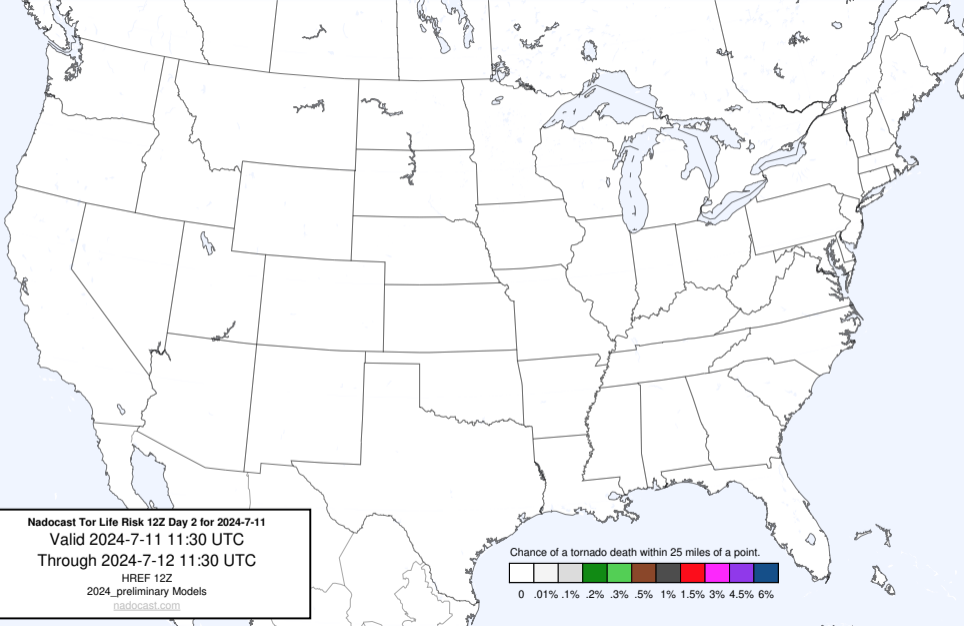 Nadocast Tor Life Risk 12Z Day 2 for 2024-7-11
Valid 2024-7-11 11:30 UTC
Through 2024-7-12 11:30 UTC
HREF 12Z
2024_preliminary Models
nadocast.com
Chance of a tornado death within 25 miles of a point.
0 .01% .1% .2% .3% .5% 1% 1.5% 3% 4.5% 6%